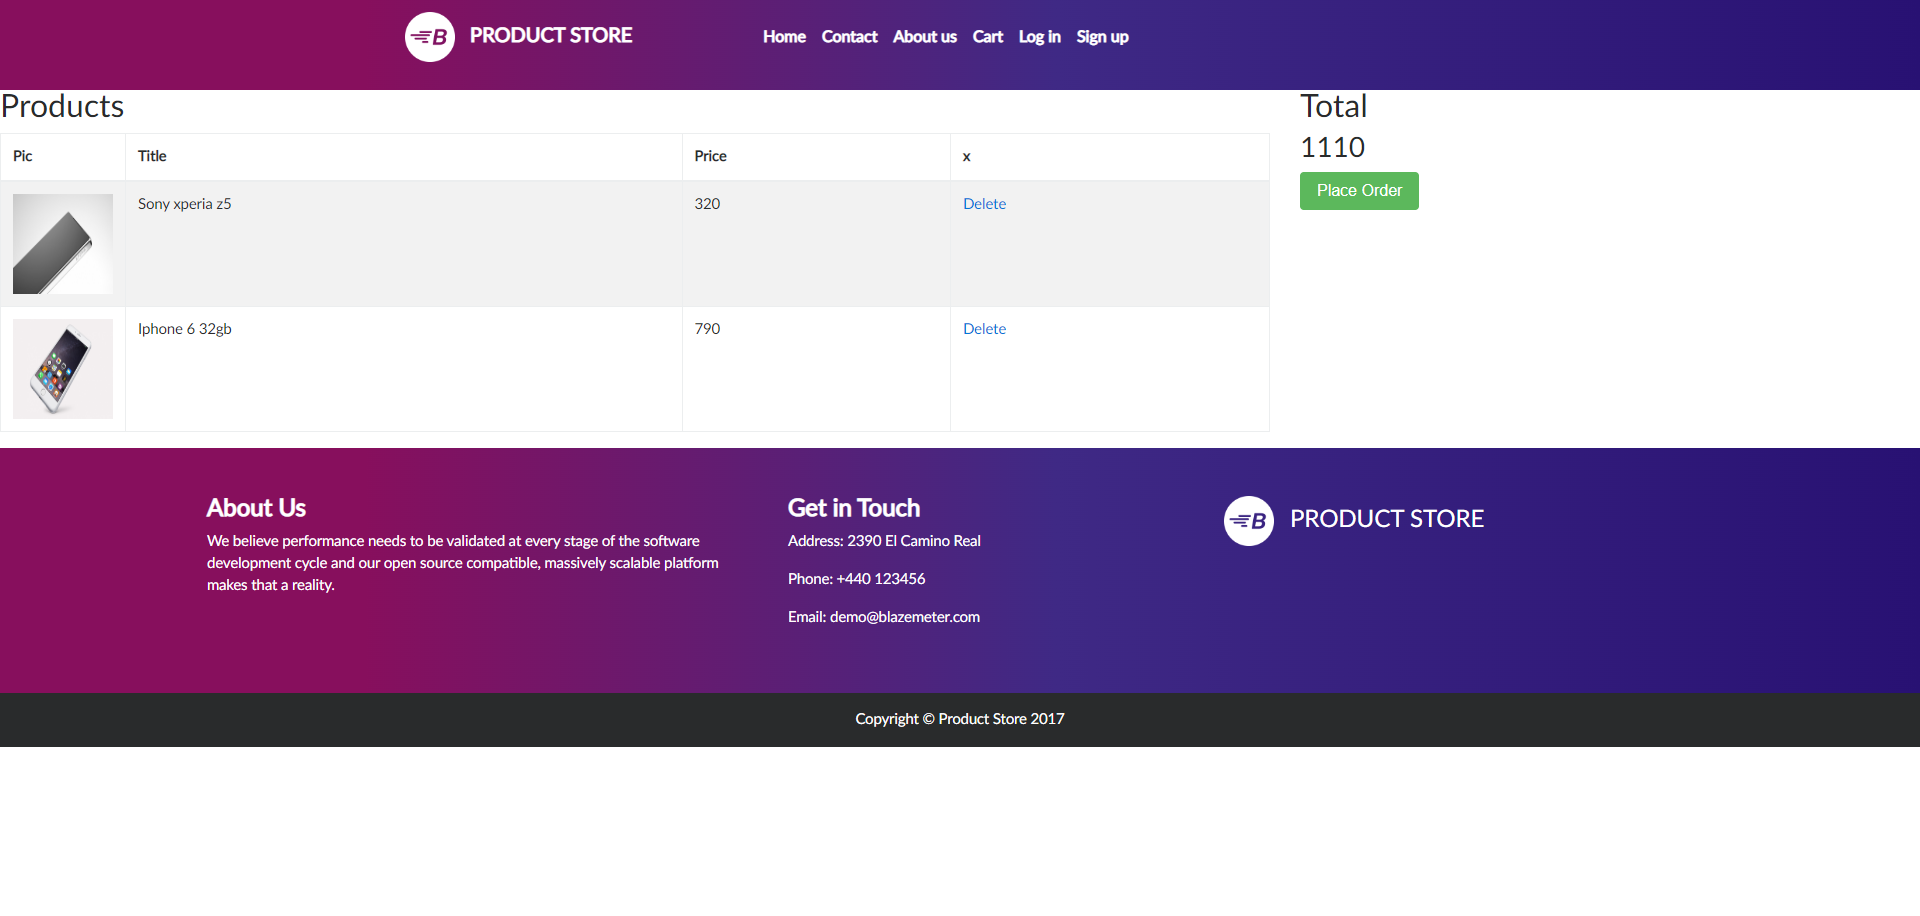 B PRODUCT STORE
Home Contact About us Cart Log in Sign up
Products
Total
1110
Place Order
Pic Title Price x
Sony xperia z5 320 Delete
Iphone 6 32gb 790 Delete
About Us
We believe performance needs to be validated at every stage of the software
development cycle and our open source compatible, massively scalable platform
makes that a reality.
Get in Touch
Address: 2390 El Camino Real
Phone: +440 123456
Email: demo@blazemeter.com
B PRODUCT STORE
Copyright © Product Store 2017